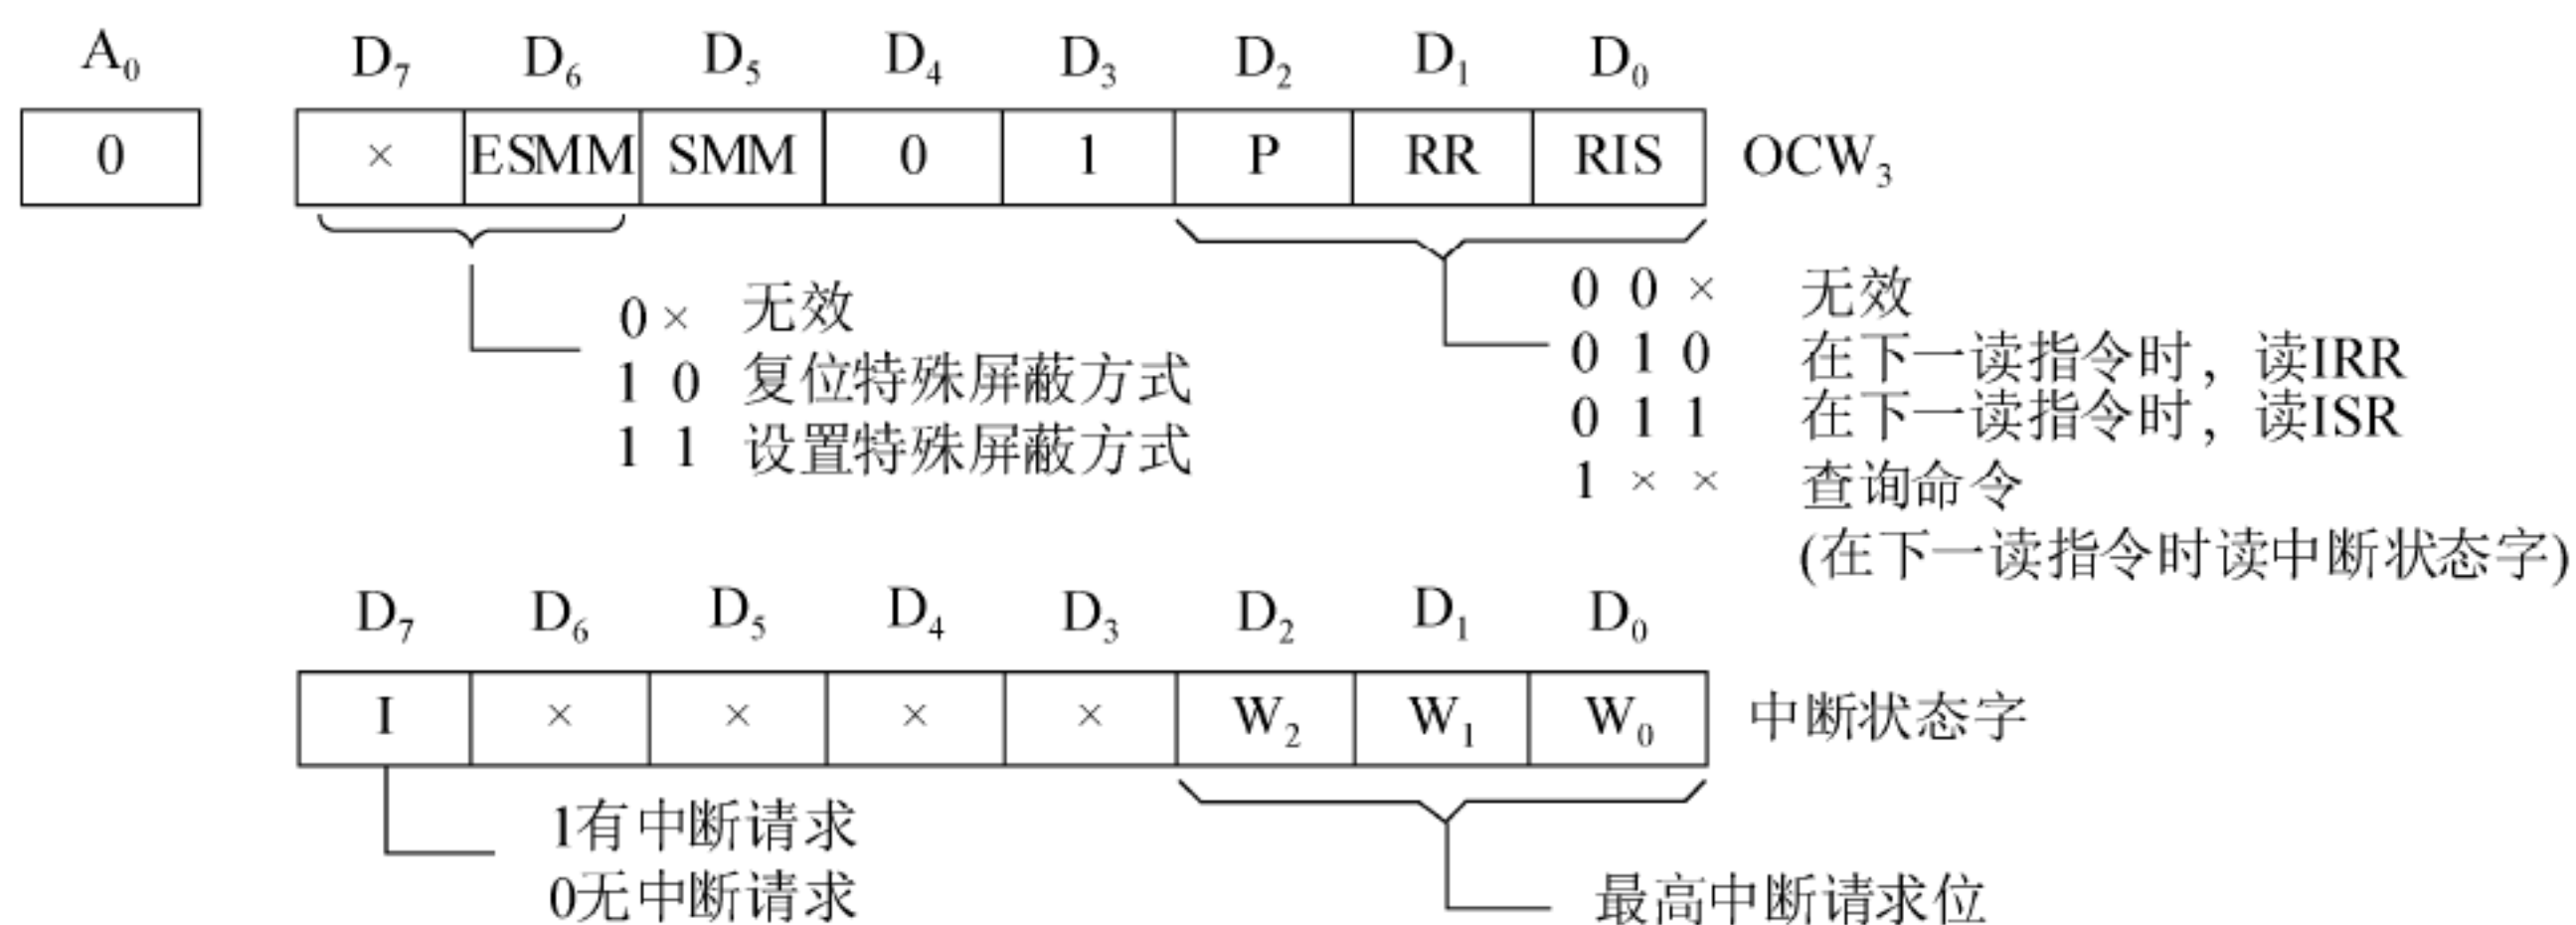 A₀ D₇ D₆ D₅ D₄ D₃ D₂ D₁ D₀
0 × ESMM SMM 0 1 P RR RIS OCW₃
0 × 无效
1 0 复位特殊屏蔽方式
1 1 设置特殊屏蔽方式
0 0 × 无效
0 1 0 在下一读指令时，读IRR
0 1 1 在下一读指令时，读ISR
1 × × 查询命令
(在下一读指令时读中断状态字)
D₇ D₆ D₅ D₄ D₃ D₂ D₁ D₀
I × × × × W₂ W₁ W₀ 中断状态字
1有中断请求
0无中断请求
最高中断请求位